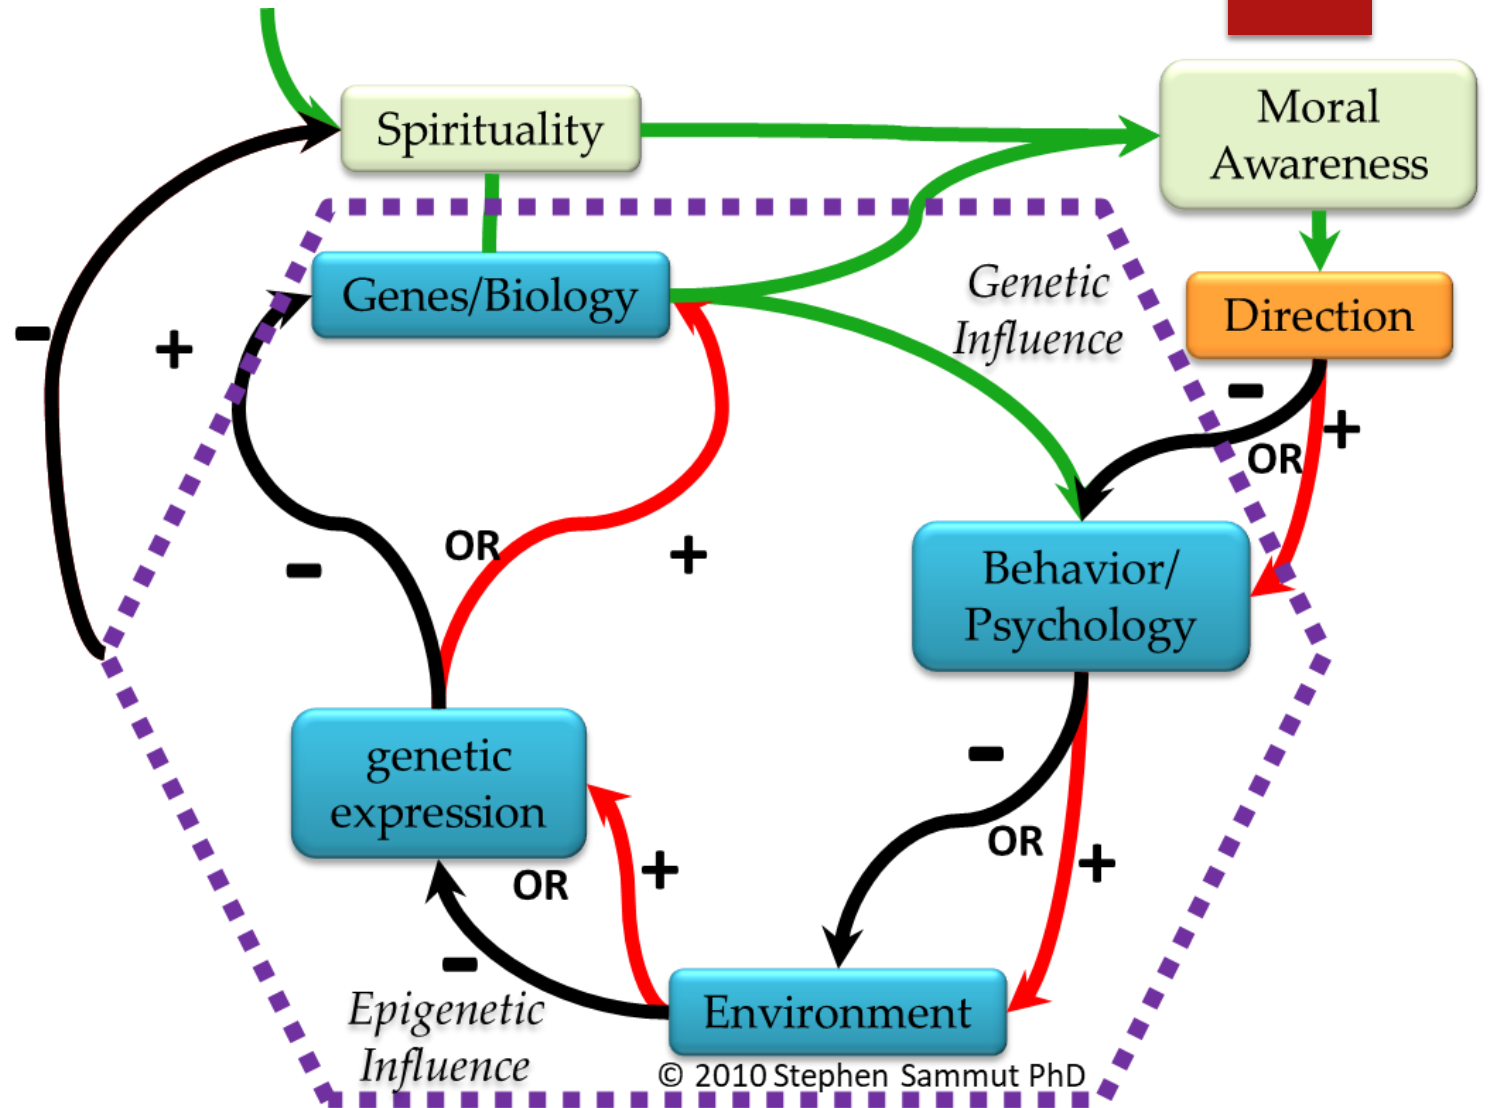 Moral
Awareness
Spirituality
Genes/Biology
Genetic
Influence
Direction
-
+
-
+
OR
OR
-
+
Behavior/
Psychology
genetic
expression
-
OR
+
+
OR
-
Epigenetic
Influence
Environment
© 2010 Stephen Sammut PhD